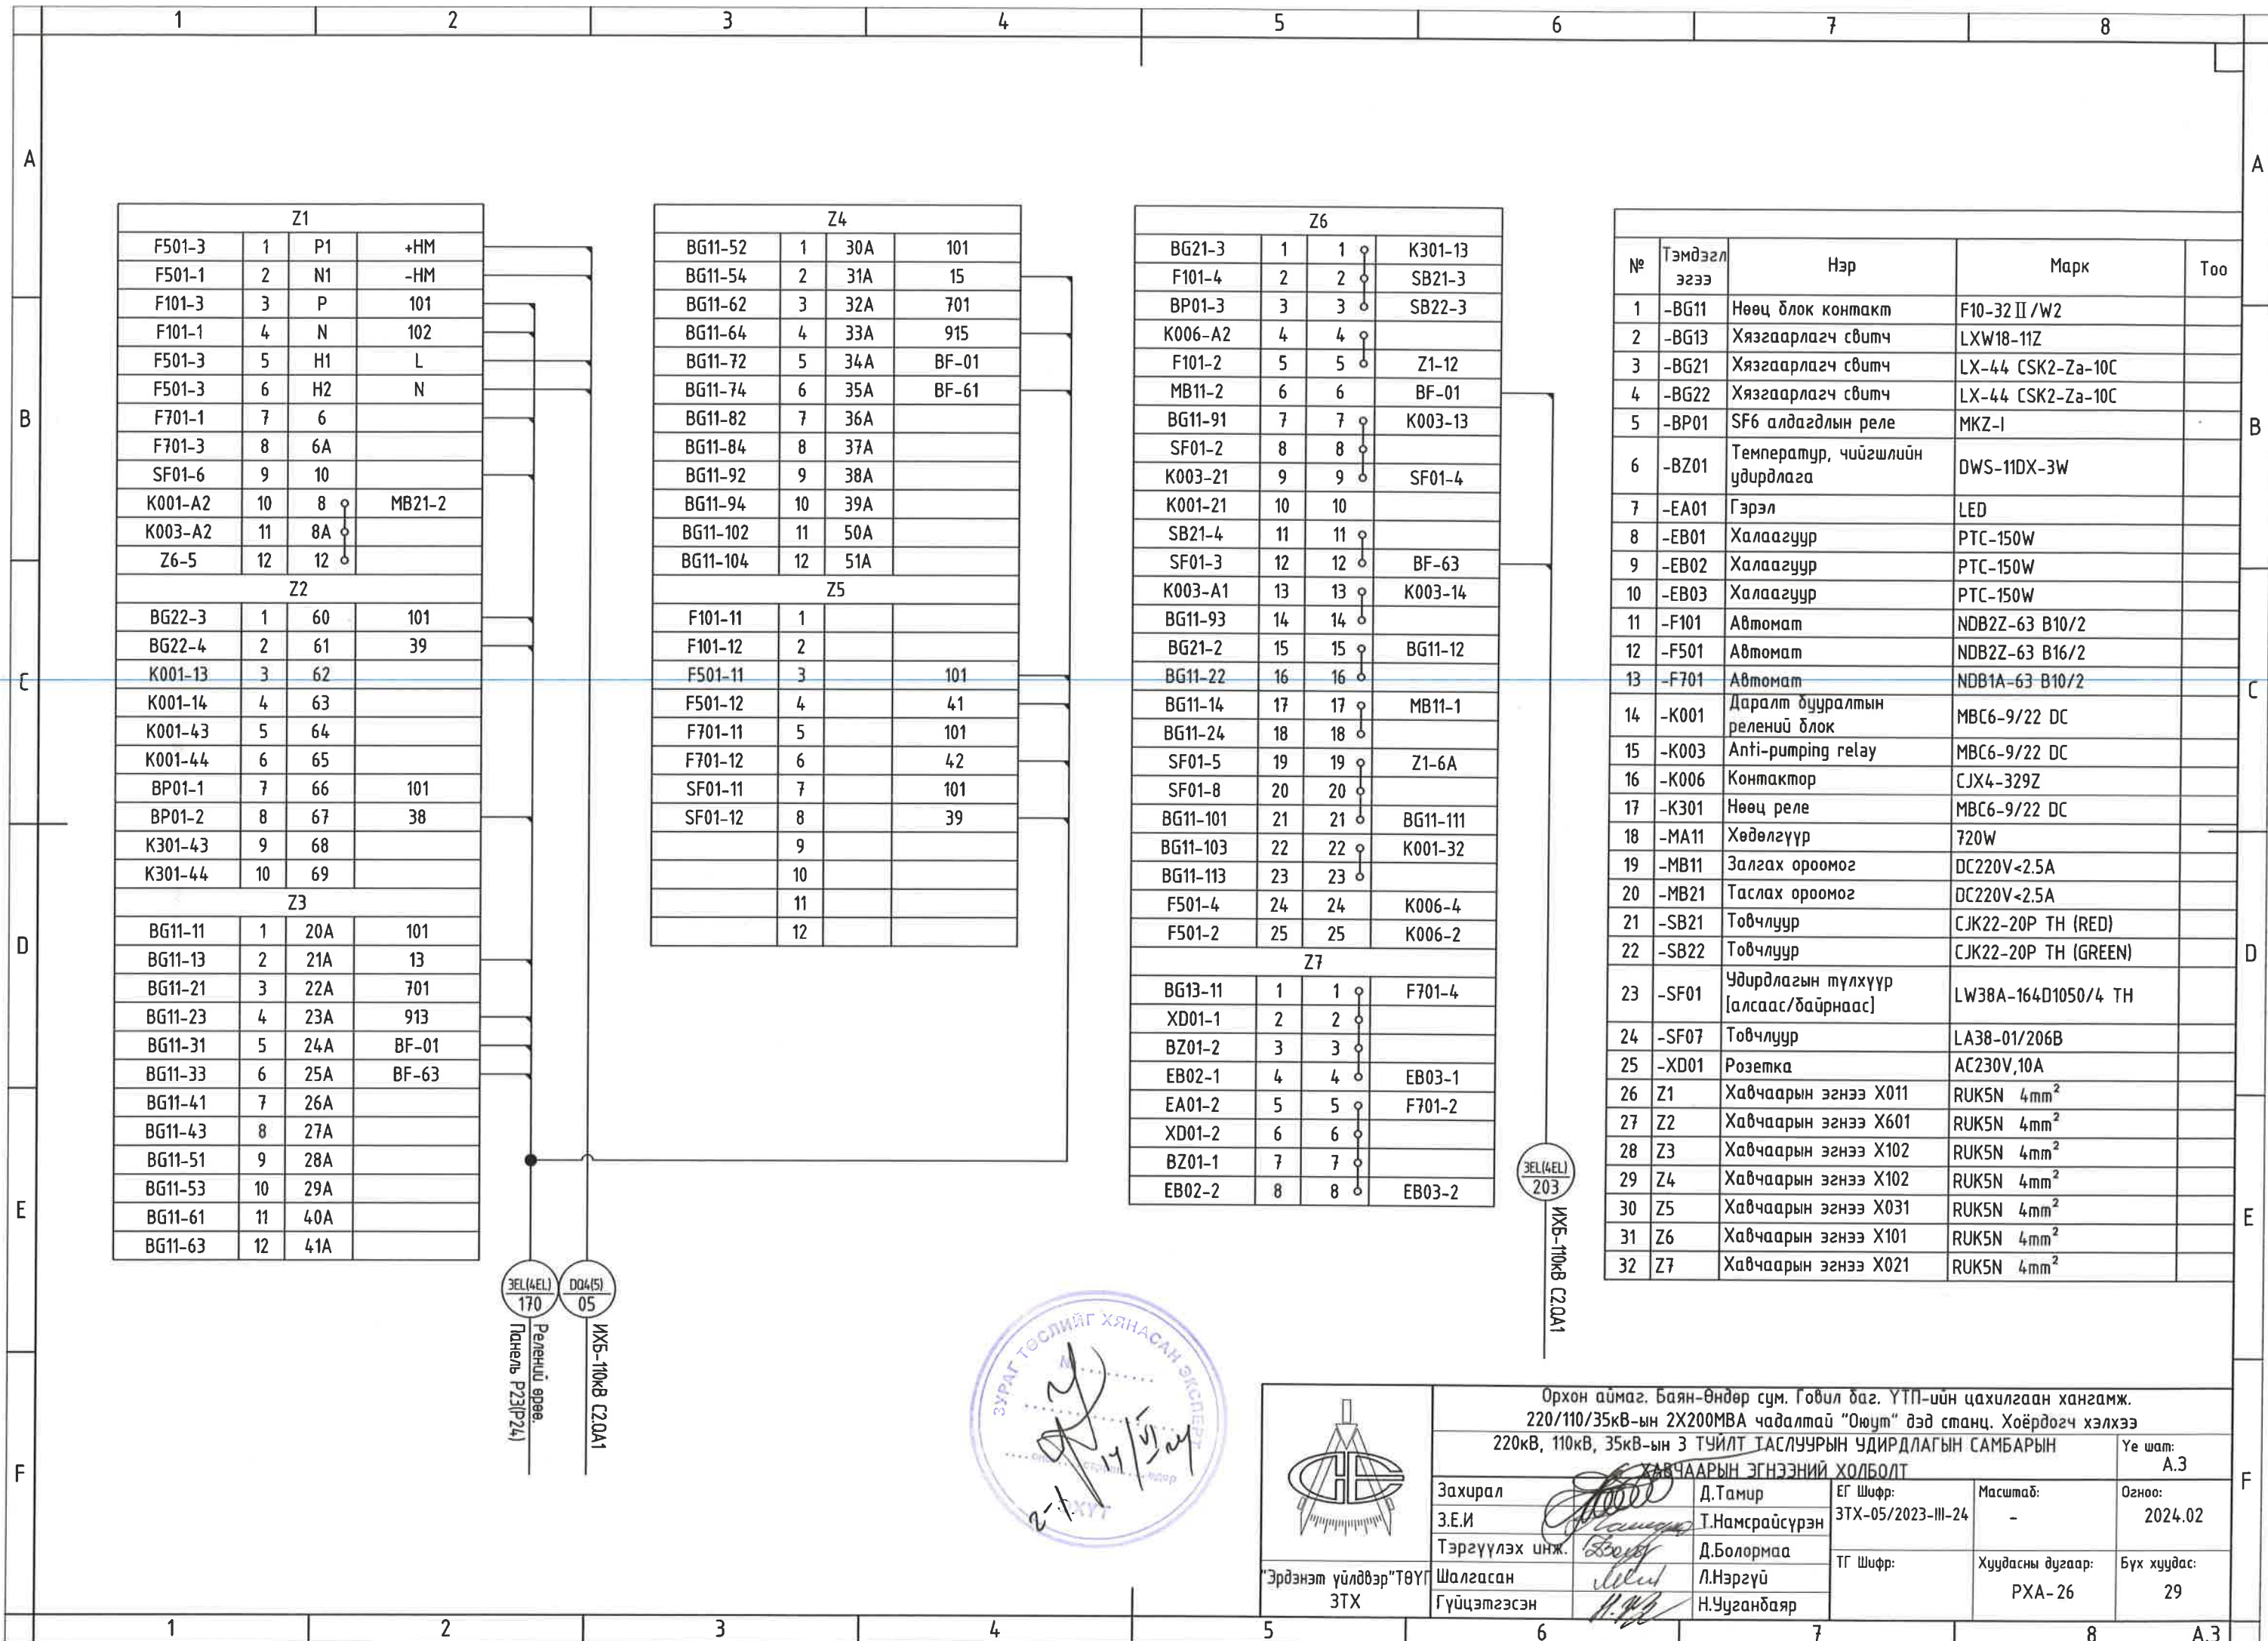 1 2 3 4 5 6 7 8
A A
B B
C C
D D
E E
F F
Z1
F501-3 1 P1 +HM
F501-1 2 N1 -HM
F101-3 3 P 101
F101-1 4 N 102
F501-3 5 H1 L
F501-3 6 H2 N
F701-1 7 6
F701-3 8 6A
SF01-6 9 10
K001-A2 10 8 MB21-2
K003-A2 11 8A
Z6-5 12 12
Z2
BG22-3 1 60 101
BG22-4 2 61 39
K001-13 3 62
K001-14 4 63
K001-43 5 64
K001-44 6 65
BP01-1 7 66 101
BP01-2 8 67 38
K301-43 9 68
K301-44 10 69
Z3
BG11-11 1 20A 101
BG11-13 2 21A 13
BG11-21 3 22A 701
BG11-23 4 23A 913
BG11-31 5 24A BF-01
BG11-33 6 25A BF-63
BG11-41 7 26A
BG11-43 8 27A
BG11-51 9 28A
BG11-53 10 29A
BG11-61 11 40A
BG11-63 12 41A
3EL(4EL)
170
Релений өрөө.
Панель P23(P24)
DQ4(5)
05
ИХБ-110кВ C2.QA1
Z4
BG11-52 1 30A 101
BG11-54 2 31A 15
BG11-62 3 32A 701
BG11-64 4 33A 915
BG11-72 5 34A BF-01
BG11-74 6 35A BF-61
BG11-82 7 36A
BG11-84 8 37A
BG11-92 9 38A
BG11-94 10 39A
BG11-102 11 50A
BG11-104 12 51A
Z5
F101-11 1
F101-12 2
F501-11 3 101
F501-12 4 41
F701-11 5 101
F701-12 6 42
SF01-11 7 101
SF01-12 8 39
9
10
11
12
Z6
BG21-3 1 1 K301-13
F101-4 2 2 SB21-3
BP01-3 3 3 SB22-3
K006-A2 4 4
F101-2 5 5 Z1-12
MB11-2 6 6 BF-01
BG11-91 7 7 K003-13
SF01-2 8 8
K003-21 9 9 SF01-4
K001-21 10 10
SB21-4 11 11
SF01-3 12 12 BF-63
K003-A1 13 13 K003-14
BG11-93 14 14
BG21-2 15 15 BG11-12
BG11-22 16 16
BG11-14 17 17 MB11-1
BG11-24 18 18
SF01-5 19 19 Z1-6A
SF01-8 20 20
BG11-101 21 21 BG11-111
BG11-103 22 22 K001-32
BG11-113 23 23
F501-4 24 24 K006-4
F501-2 25 25 K006-2
Z7
BG13-11 1 1 F701-4
XD01-1 2 2
BZ01-2 3 3
EB02-1 4 4 EB03-1
EA01-2 5 5 F701-2
XD01-2 6 6
BZ01-1 7 7
EB02-2 8 8 EB03-2
3EL(4EL)
203
ИХБ-110кВ C2.QA1
№ Тэмдэгл эгээ Нэр Марк Тоо
1 -BG11 Нөөц блок контакт F10-32Ⅱ/W2
2 -BG13 Хязгаарлагч свитч LXW18-11Z
3 -BG21 Хязгаарлагч свитч LX-44 CSK2-Za-10C
4 -BG22 Хязгаарлагч свитч LX-44 CSK2-Za-10C
5 -BP01 SF6 алдагдлын реле MKZ-I
6 -BZ01 Температур, чийгшлийн удирдлага DWS-11DX-3W
7 -EA01 Гэрэл LED
8 -EB01 Халаагуур PTC-150W
9 -EB02 Халаагуур PTC-150W
10 -EB03 Халаагуур PTC-150W
11 -F101 Автомат NDB2Z-63 B10/2
12 -F501 Автомат NDB2Z-63 B16/2
13 -F701 Автомат NDB1A-63 B10/2
14 -K001 Даралт бууралтын релений блок MBC6-9/22 DC
15 -K003 Anti-pumping relay MBC6-9/22 DC
16 -K006 Контактор CJX4-329Z
17 -K301 Нөөц реле MBC6-9/22 DC
18 -MA11 Хөдөлгүүр 720W
19 -MB11 Залгах ороомог DC220V<2.5A
20 -MB21 Таслах ороомог DC220V<2.5A
21 -SB21 Товчлуур CJK22-20P TH (RED)
22 -SB22 Товчлуур CJK22-20P TH (GREEN)
23 -SF01 Удирдлагын түлхүүр [алсаас/байрнаас] LW38A-164D1050/4 TH
24 -SF07 Товчлуур LA38-01/206B
25 -XD01 Розетка AC230V,10A
26 Z1 Хавчаарын эгнээ X011 RUK5N 4mm²
27 Z2 Хавчаарын эгнээ X601 RUK5N 4mm²
28 Z3 Хавчаарын эгнээ X102 RUK5N 4mm²
29 Z4 Хавчаарын эгнээ X102 RUK5N 4mm²
30 Z5 Хавчаарын эгнээ X031 RUK5N 4mm²
31 Z6 Хавчаарын эгнээ X101 RUK5N 4mm²
32 Z7 Хавчаарын эгнээ X021 RUK5N 4mm²
ЗУРАГ ТӨСЛИЙГ ХЯНАСАН ЭКСПЕРТ
Орхон аймаг. Баян-Өндөр сум. Говил баг. ҮТП-ийн цахилгаан хангамж.
220/110/35кВ-ын 2X200МВА чадалтай "Оюут" дэд станц. Хоёрдогч хэлхээ
220кВ, 110кВ, 35кВ-ын 3 ТУЙЛТ ТАСЛУУРЫН УДИРДЛАГЫН САМБАРЫН
ХАВЧААРЫН ЭГНЭЭНИЙ ХОЛБОЛТ
Үе шат:
А.3
Захирал Д.Тамир
З.Е.И Т.Намсрайсүрэн
Тэргүүлэх инж. Д.Болормаа
Шалгасан Л.Нэргүй
Гүйцэтгэсэн Н.Ууганбаяр
ЕГ Шифр:
ЗТХ-05/2023-III-24
Масштаб:
-
Огноо:
2024.02
ТГ Шифр:
Хуудасны дугаар:
РХА-26
Бүх хуудас:
29
"Эрдэнэт үйлдвэр"ТӨҮГ
ЗТХ
1 2 3 4 5 6 7 8 А.3